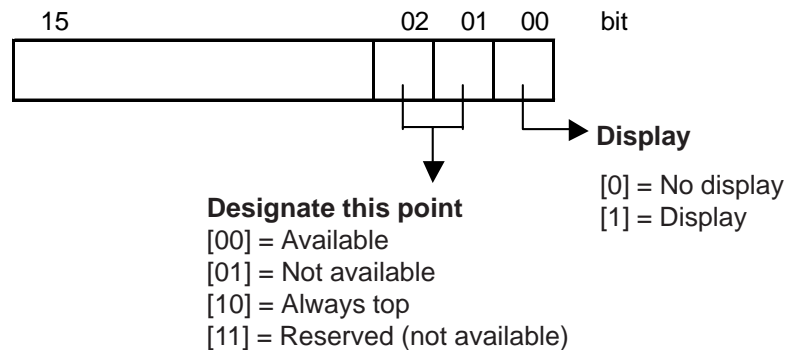 15 02 01 00 bit
Display
[0] = No display
[1] = Display
Designate this point
[00] = Available
[01] = Not available
[10] = Always top
[11] = Reserved (not available)